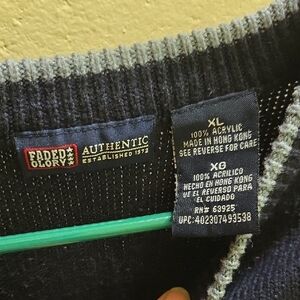 FADED
GLORY
AUTHENTIC
ESTABLISHED 1972
XL
100% ACRYLIC
MADE IN HONG KONG
SEE REVERSE FOR CARE
XG
100% ACRILICO
HECHO EN HONG KONG
VE EL REVERSO PARA
EL CUIDADO
RN# 63925
UPC:402307493538